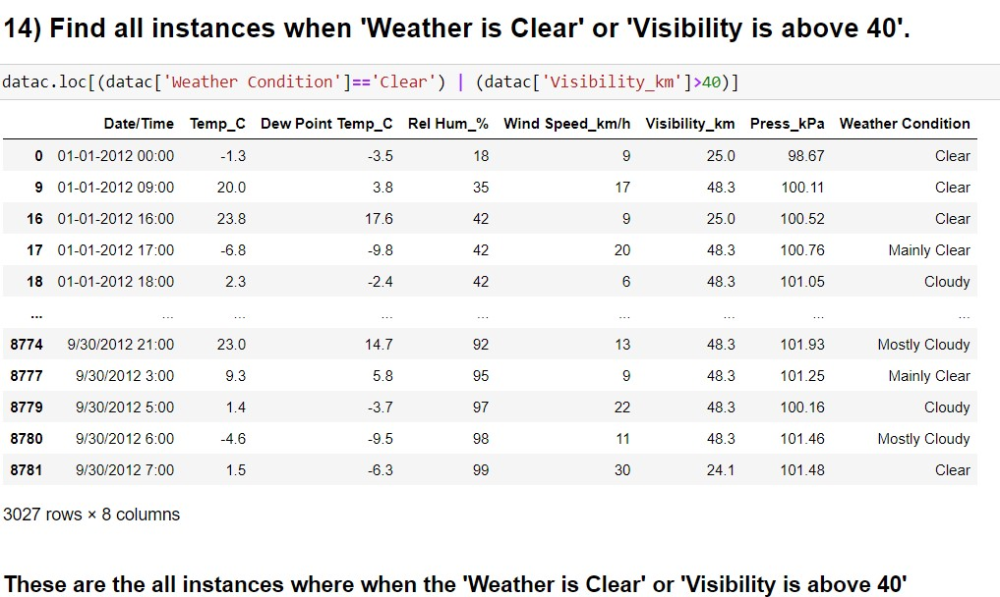 14) Find all instances when 'Weather is Clear' or 'Visibility is above 40'.
datac.loc[(datac['Weather Condition']=='Clear') | (datac['Visibility_km']>40)]
Date/Time Temp_C Dew Point Temp_C Rel Hum_% Wind Speed_km/h Visibility_km Press_kPa Weather Condition
0 01-01-2012 00:00 -1.3 -3.5 18 9 25.0 98.67 Clear
9 01-01-2012 09:00 20.0 3.8 35 17 48.3 100.11 Clear
16 01-01-2012 16:00 23.8 17.6 42 9 25.0 100.52 Clear
17 01-01-2012 17:00 -6.8 -9.8 42 20 48.3 100.76 Mainly Clear
18 01-01-2012 18:00 2.3 -2.4 42 6 48.3 101.05 Cloudy
... ... ... ... ... ... ... ... ...
8774 9/30/2012 21:00 23.0 14.7 92 13 48.3 101.93 Mostly Cloudy
8777 9/30/2012 3:00 9.3 5.8 95 9 48.3 101.25 Mainly Clear
8779 9/30/2012 5:00 1.4 -3.7 97 22 48.3 100.16 Cloudy
8780 9/30/2012 6:00 -4.6 -9.5 98 11 48.3 101.46 Mostly Cloudy
8781 9/30/2012 7:00 1.5 -6.3 99 30 24.1 101.48 Clear
3027 rows × 8 columns
These are the all instances where when the 'Weather is Clear' or 'Visibility is above 40'